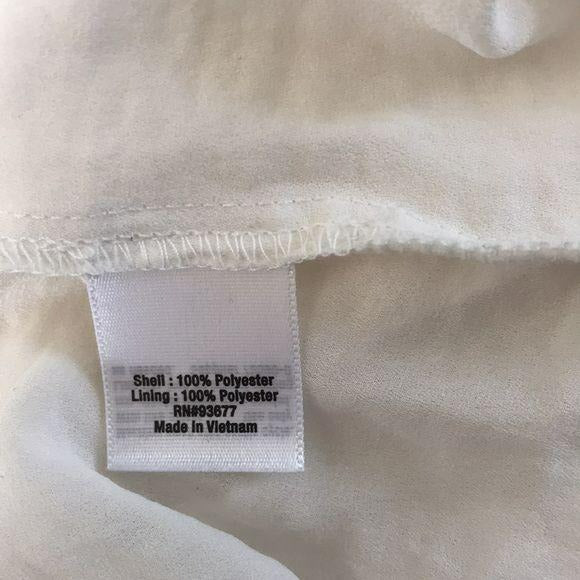 Shell : 100% Polyester
Lining : 100% Polyester
RN#93677
Made In Vietnam